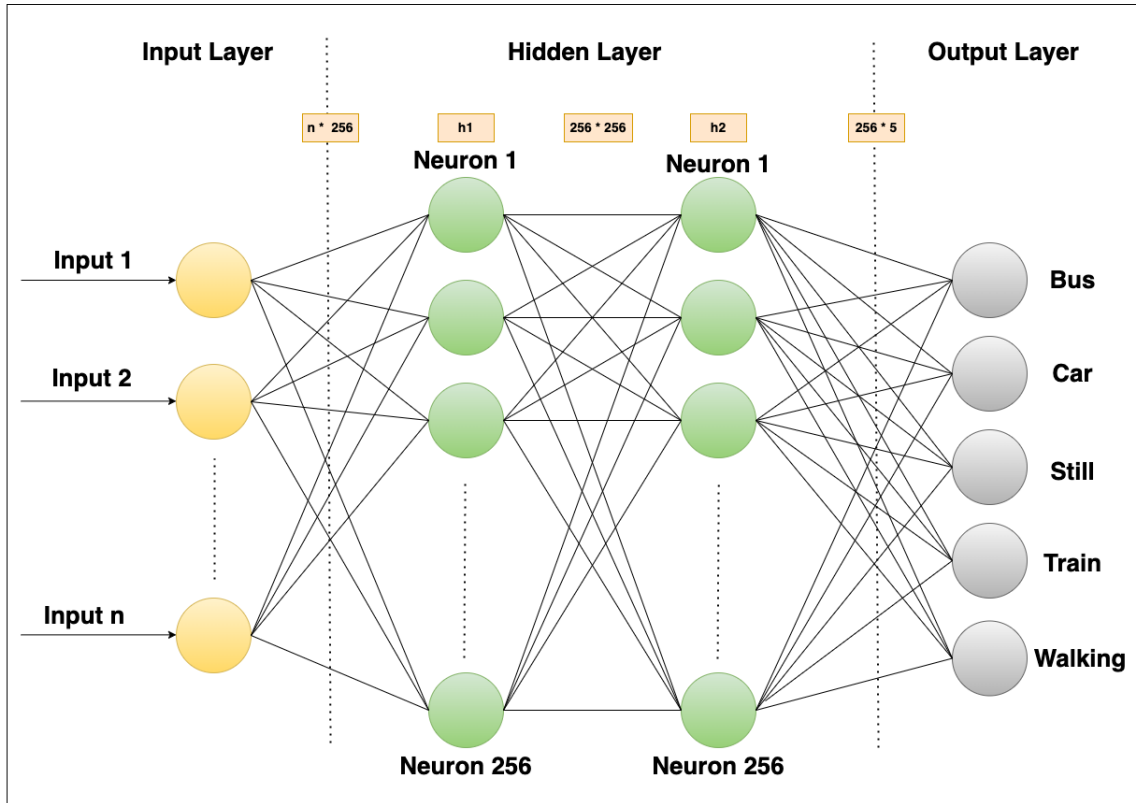 Input Layer
Hidden Layer
Output Layer
n * 256
h1
256 * 256
h2
256 * 5
Neuron 1
Neuron 1
Input 1
Bus
Input 2
Car
Still
Train
Input n
Walking
Neuron 256
Neuron 256